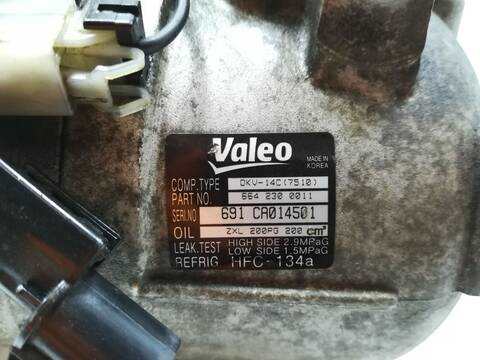 Valeo
MADE IN
KOREA
COMP.TYPE DKV-14C(7510)
PART NO. 664 230 0011
SERI.NO 691 CA014501
OIL ZXL 200PG 200 cm³
LEAK.TEST HIGH SIDE 2.9MPaG
LOW SIDE 1.5MPaG
REFRIG HFC-134a